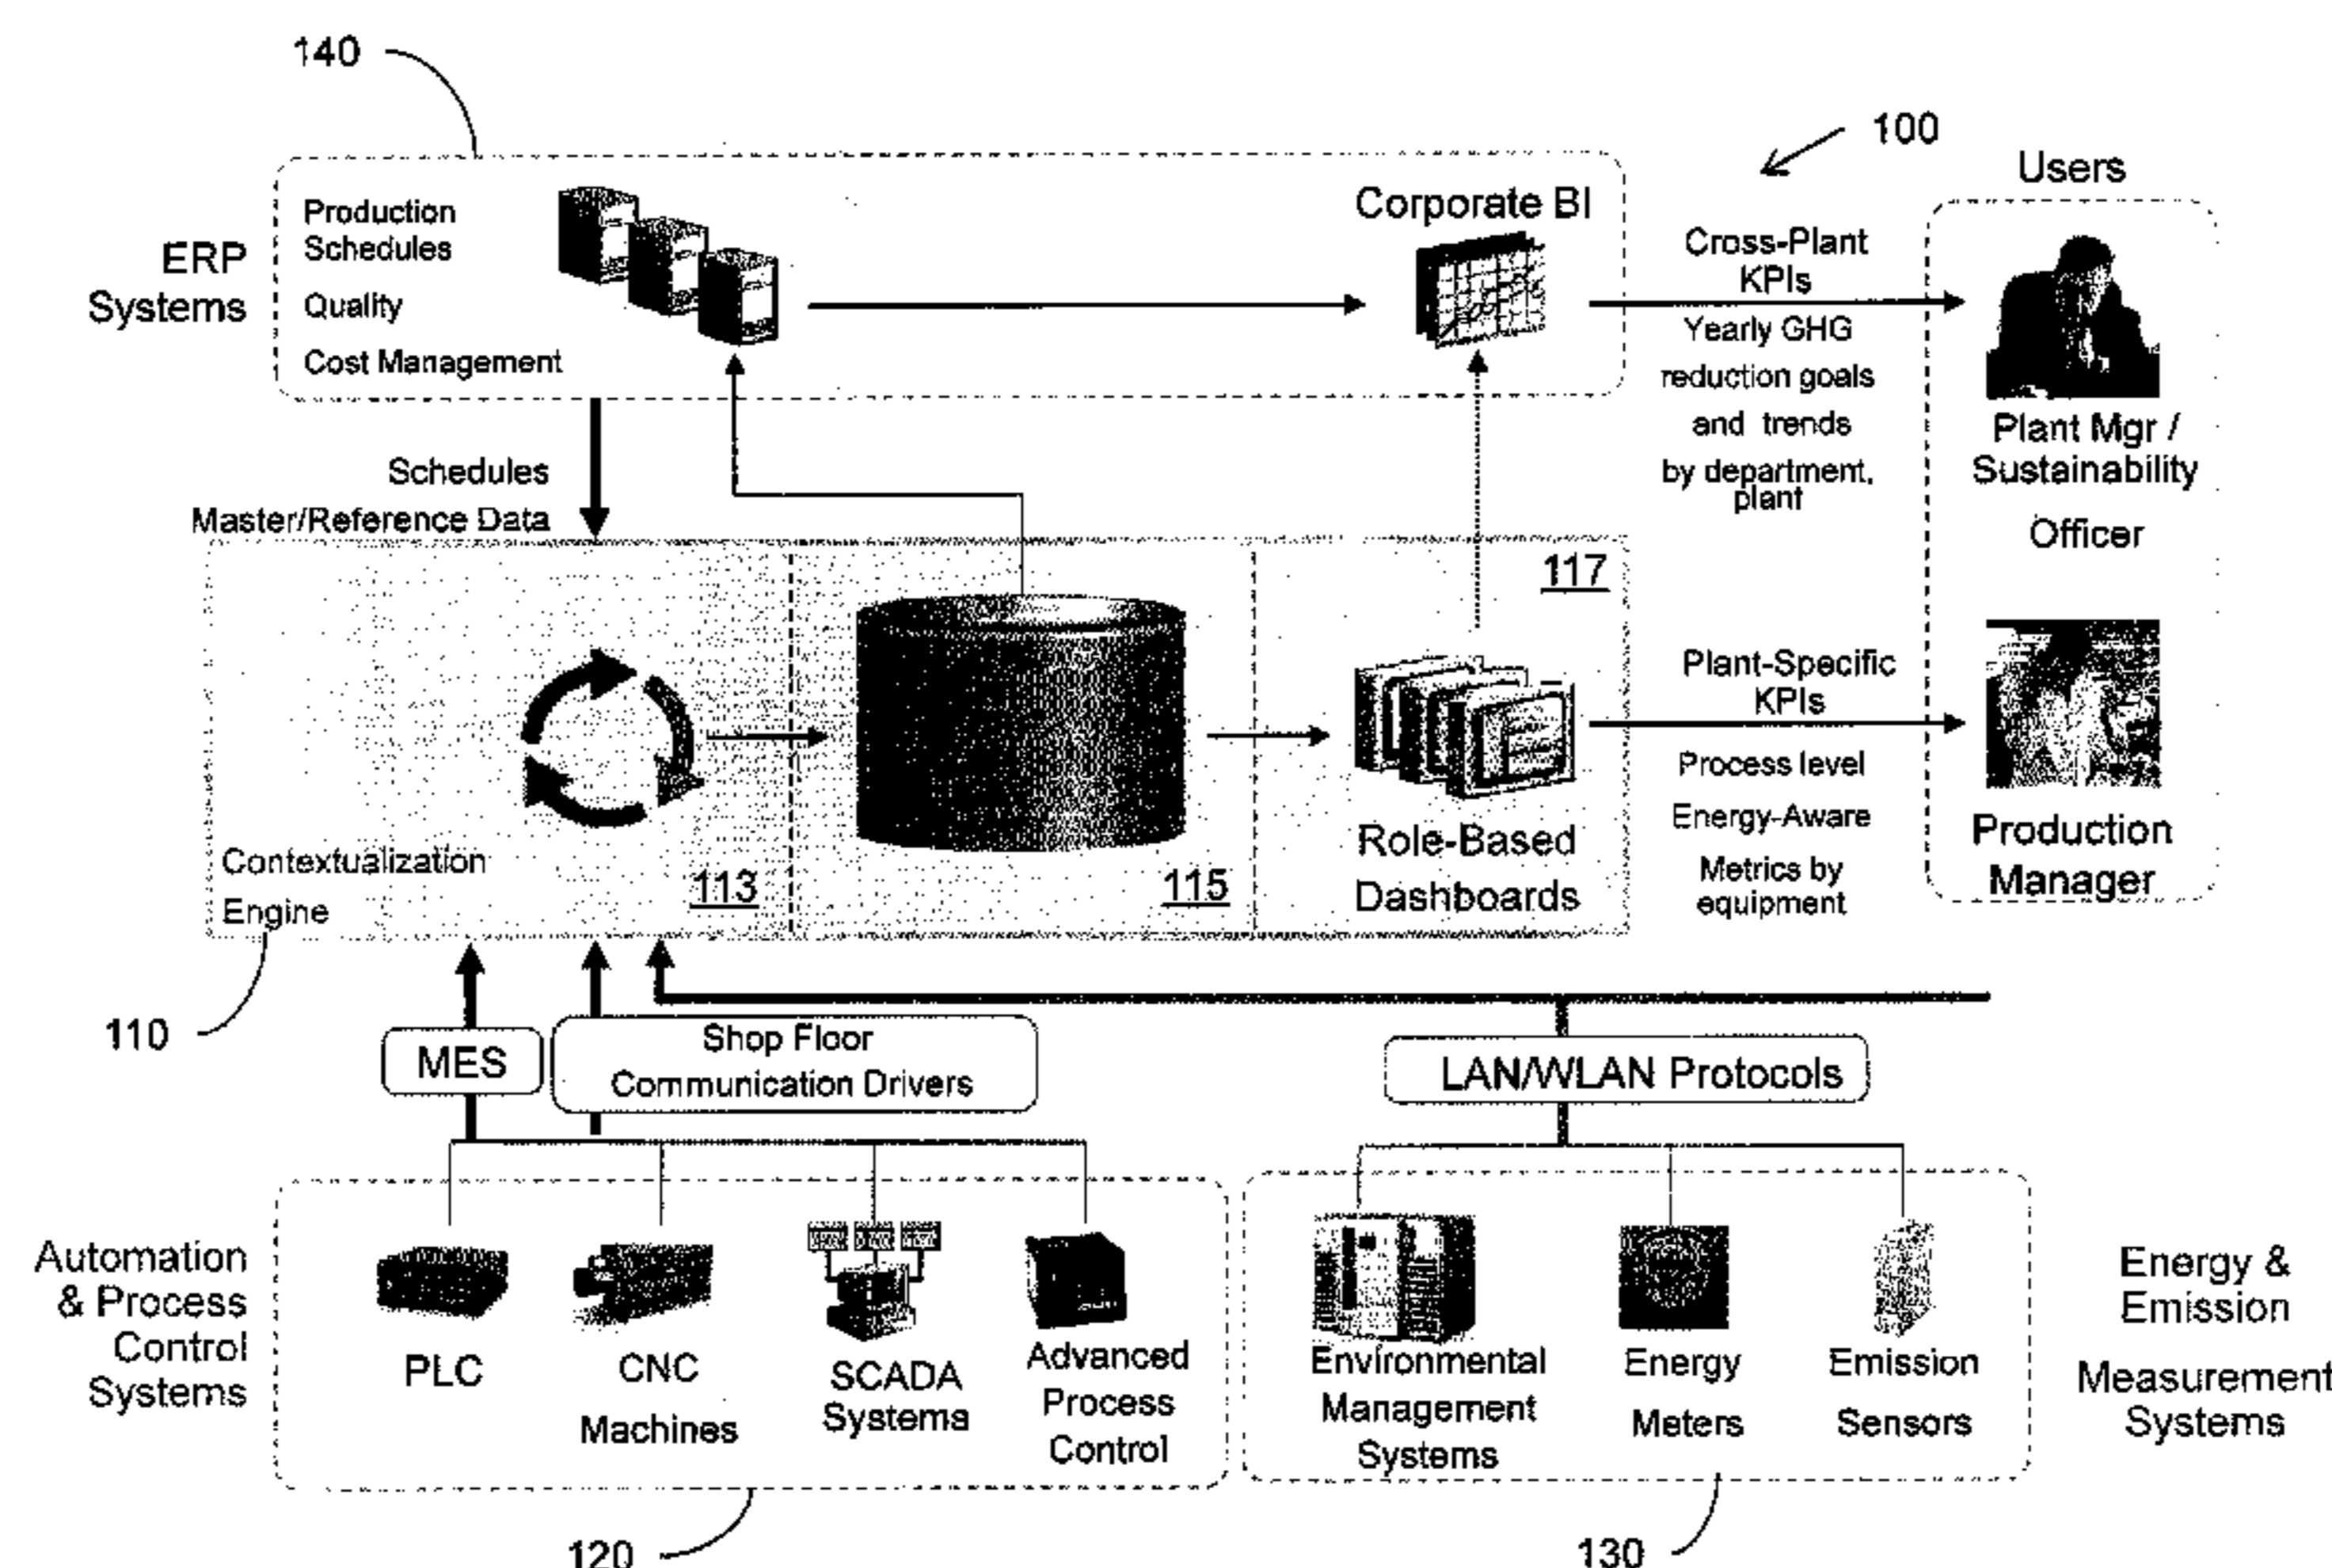 140
100
Users
Production
Schedules
Quality
Cost Management
ERP
Systems
Corporate BI
Cross-Plant
KPIs
Yearly GHG
reduction goals
and trends
by department,
plant
Plant Mgr /
Sustainability
Officer
Schedules
Master/Reference Data
117
Contextualization
Engine
113
115
Role-Based
Dashboards
Plant-Specific
KPIs
Process level
Energy-Aware
Metrics by
equipment
Production
Manager
110
MES
Shop Floor
Communication Drivers
LAN/WLAN Protocols
Automation
& Process
Control
Systems
PLC
CNC
Machines
SCADA
Systems
Advanced
Process
Control
Environmental
Management
Systems
Energy
Meters
Emission
Sensors
Energy &
Emission
Measurement
Systems
120
130